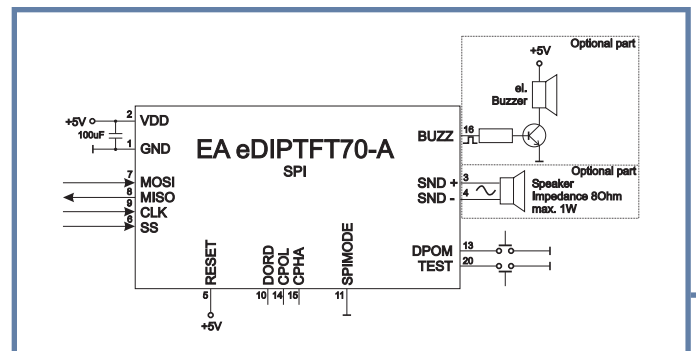 Optional part
+5V
el.
Buzzer
+5V
2
VDD
100uF
1
GND
EA eDIPTFT70-A
SPI
BUZZ
16
Optional part
7
MOSI
8
MISO
9
CLK
6
SS
SND +
3
SND -
4
Speaker
Impedance 8Ohm
max. 1W
DPOM
13
TEST
20
RESET
DORD
CPOL
CPHA
SPIMODE
5
10
14
15
11
+5V